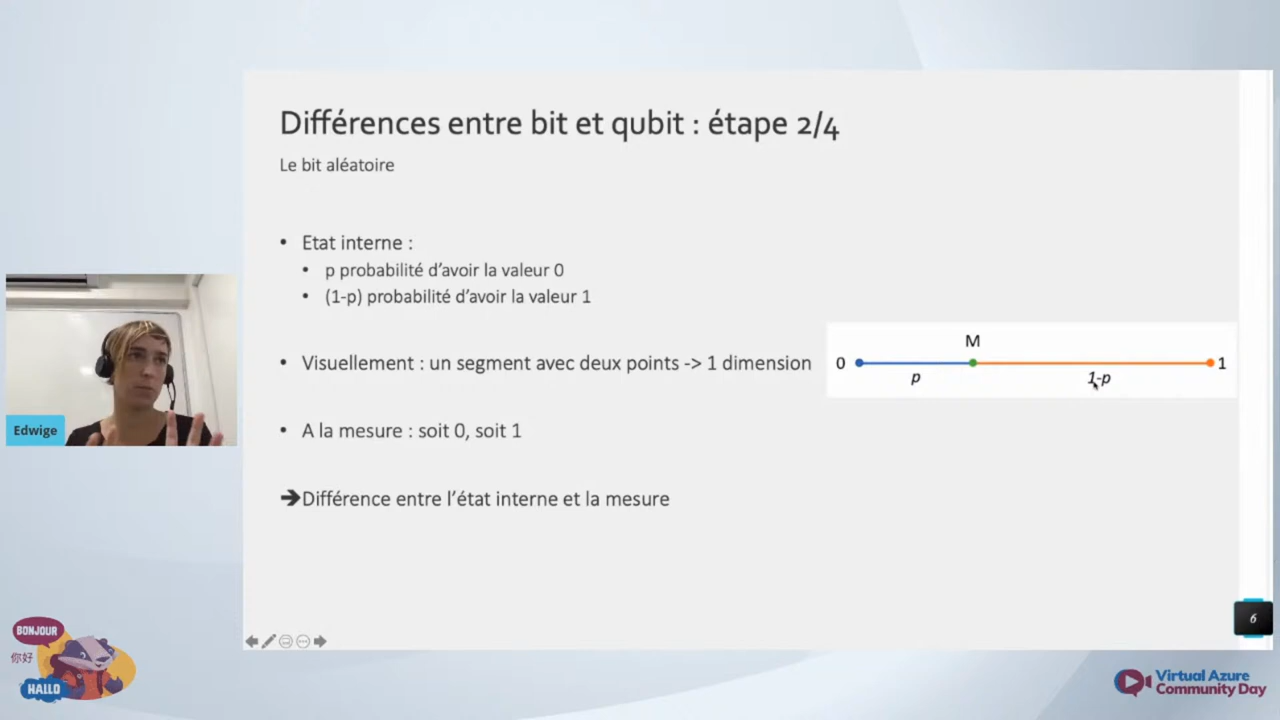 Différences entre bit et qubit : étape 2/4
Le bit aléatoire
• Etat interne :
• p probabilité d'avoir la valeur 0
• (1-p) probabilité d'avoir la valeur 1
• Visuellement : un segment avec deux points -> 1 dimension
M
0
1
p
1-p
• A la mesure : soit 0, soit 1
➔Différence entre l'état interne et la mesure
Edwige
6
BONJOUR
你好
HALLO
Virtual Azure
Community Day